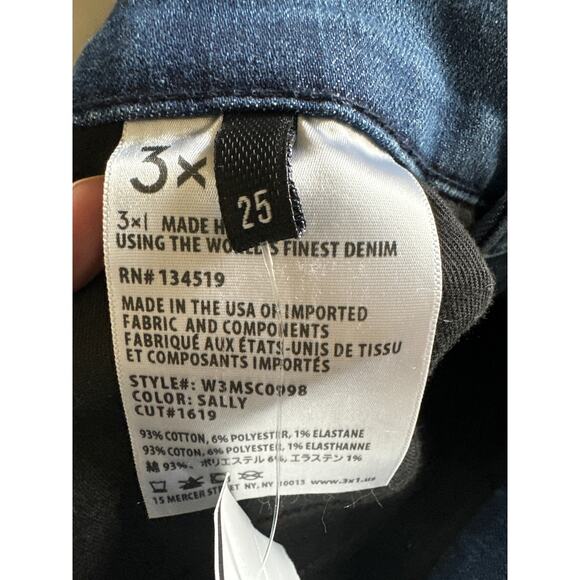 3×
25
3×1 MADE H
USING THE WORLD'S FINEST DENIM
RN# 134519
MADE IN THE USA OF IMPORTED
FABRIC AND COMPONENTS
FABRIQUÉ AUX ÉTATS-UNIS DE TISSU
ET COMPOSANTS IMPORTÉS
STYLE#: W3MSC0998
COLOR: SALLY
CUT#1619
93% COTTON, 6% POLYESTER, 1% ELASTANE
93% COTON, 6% POLYESTER, 1% ELASTHANNE
綿 93%、ポリエステル 6%、エラステン 1%
15 MERCER STREET NY, NY 10013 www.3x1.us